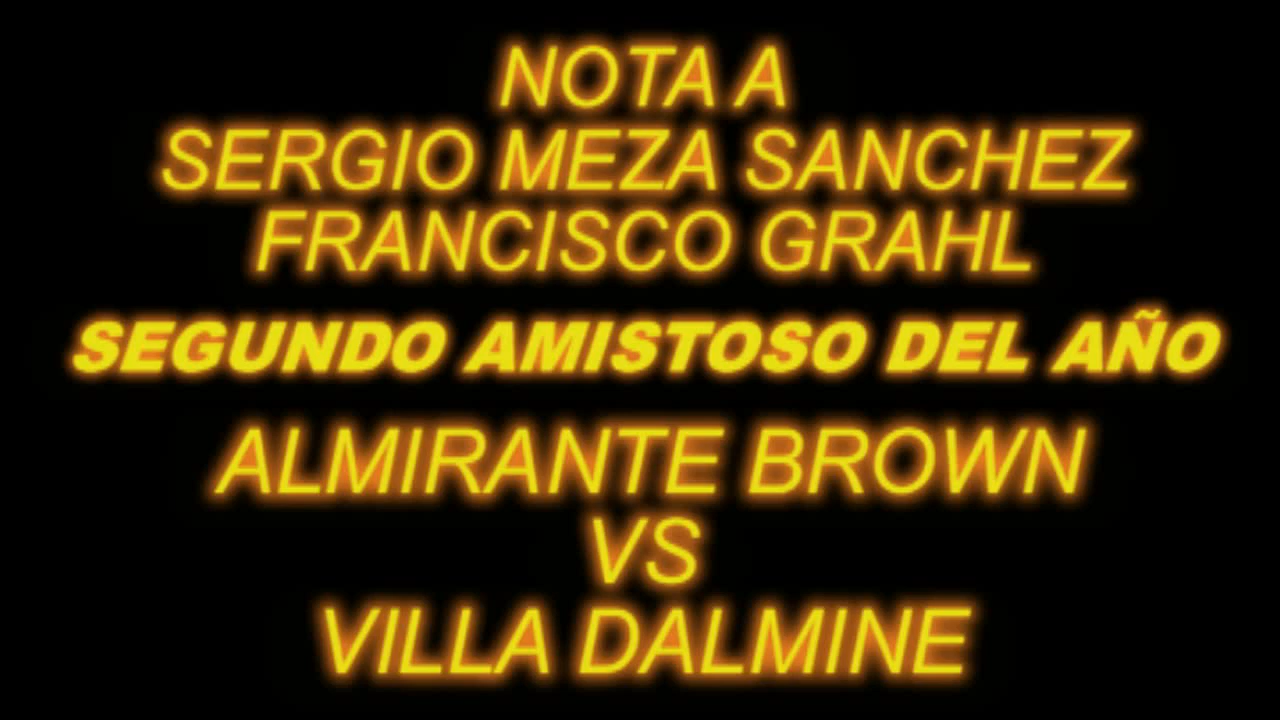 NOTA A
SERGIO MEZA SANCHEZ
FRANCISCO GRAHL
SEGUNDO AMISTOSO DEL AÑO
ALMIRANTE BROWN
VS
VILLA DALMINE